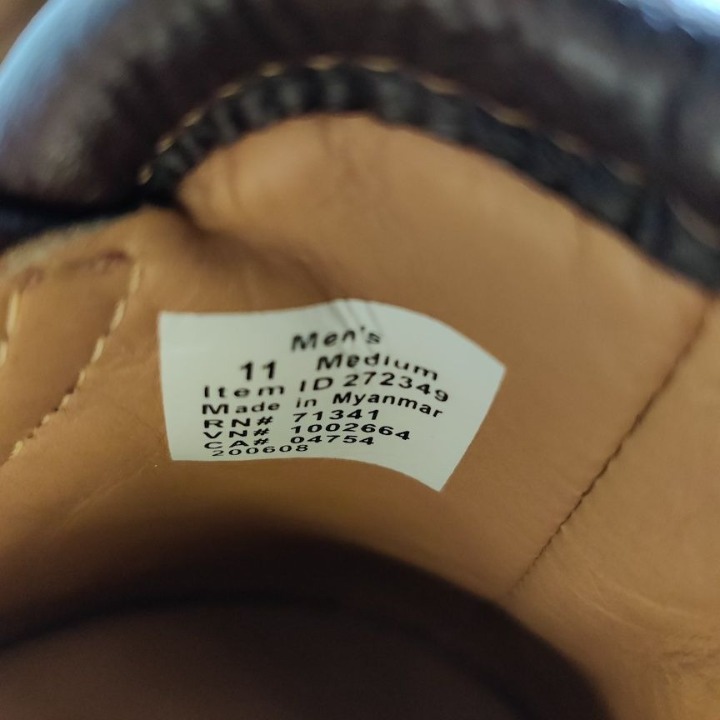 Men's
11 Medium
Item ID 272349
Made in Myanmar
RN# 71341
VN# 1002664
CA# 04754
200608